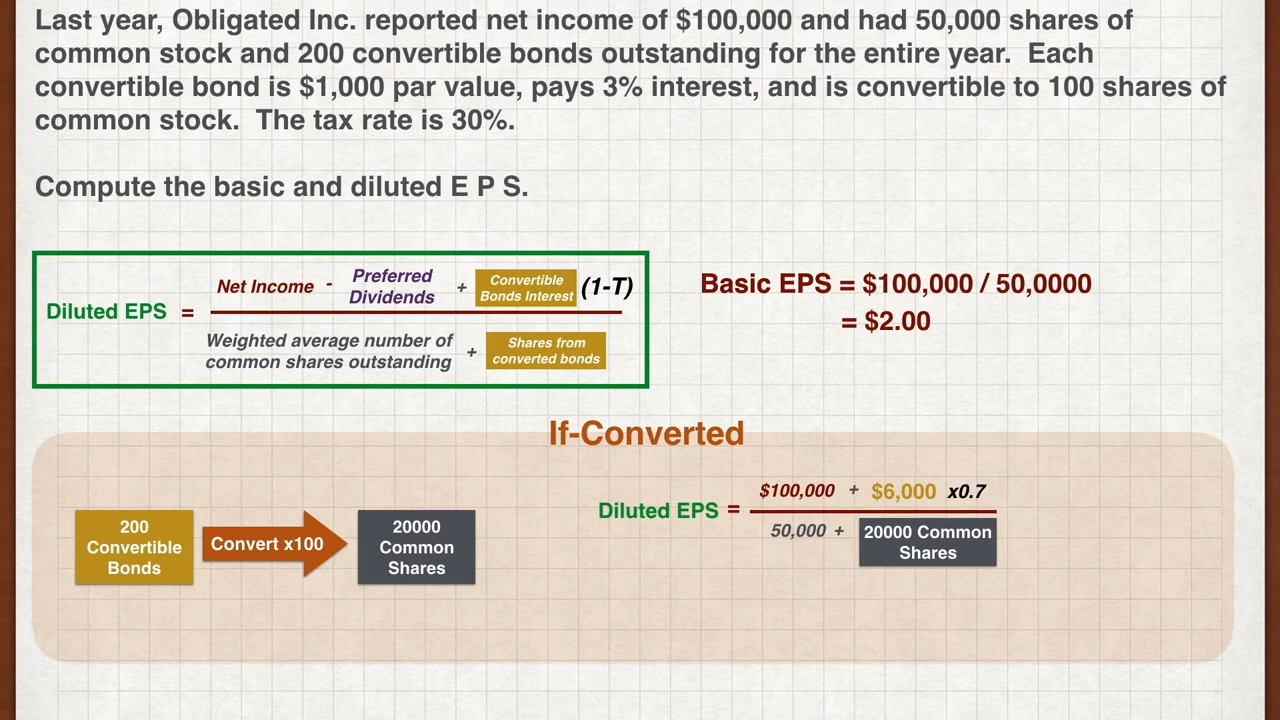 Last year, Obligated Inc. reported net income of $100,000 and had 50,000 shares of
common stock and 200 convertible bonds outstanding for the entire year.  Each
convertible bond is $1,000 par value, pays 3% interest, and is convertible to 100 shares of
common stock.  The tax rate is 30%.
Compute the basic and diluted E P S.
Diluted EPS =
Net Income -
Preferred
Dividends
+
Convertible
Bonds Interest
(1-T)
Weighted average number of
common shares outstanding
+
Shares from
converted bonds
Basic EPS = $100,000 / 50,0000
= $2.00
If-Converted
200
Convertible
Bonds
Convert x100
20000
Common
Shares
Diluted EPS =
$100,000 + $6,000 x0.7
50,000 +
20000 Common
Shares